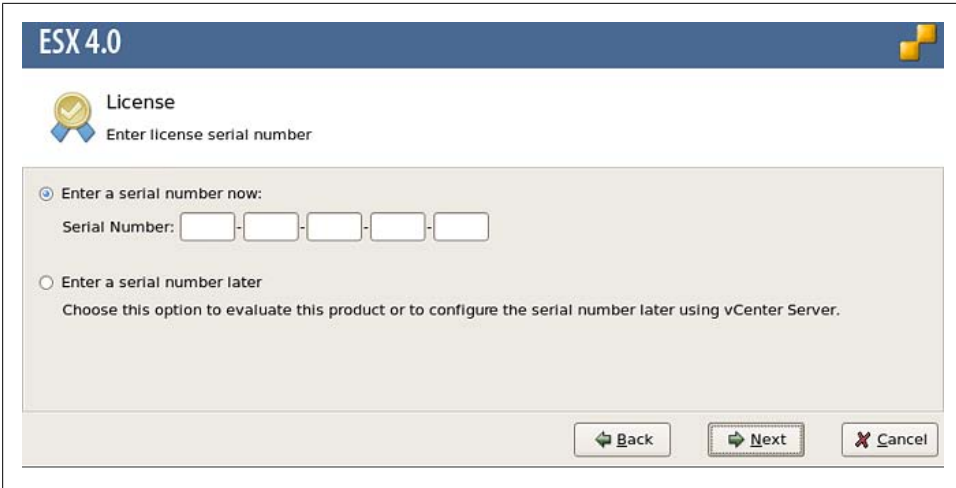 ESX 4.0
License
Enter license serial number
Enter a serial number now:
Serial Number: - - - -
Enter a serial number later
Choose this option to evaluate this product or to configure the serial number later using vCenter Server.
Back Next Cancel